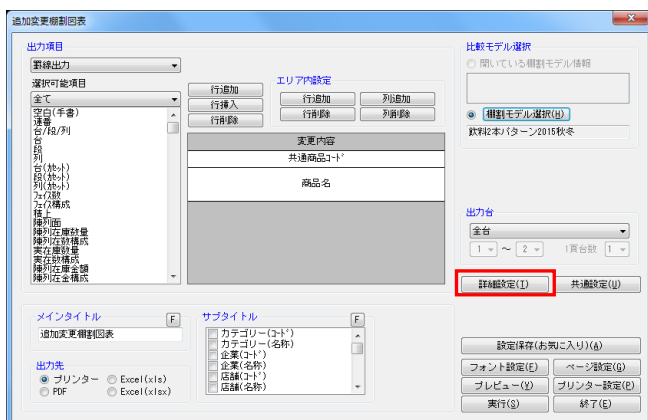 追加変更棚割図表
出力項目
罫線出力
選択可能項目
全て
空白(手書)
連番
台/段/列
台
段
列
台(ｶｾｯﾄ)
段(ｶｾｯﾄ)
列(ｶｾｯﾄ)
ﾌｪｲｽ数
ﾌｪｲｽ構成
積上
陳列面
陳列在庫数量
陳列在数構成
実在庫数量
実在数構成
陳列在庫金額
陳列在金構成
行追加
行挿入
行削除
エリア内設定
行追加 列追加
行削除 列削除
変更内容
共通商品ｺｰﾄﾞ
商品名
比較モデル選択
開いている棚割モデル情報
棚割モデル選択(H)
飲料2本パターン2015秋冬
出力台
全台
1 ～ 2 1頁台数 1
詳細設定(I) 共通設定(U)
メインタイトル F
追加変更棚割図表
出力先
プリンター Excel(xls)
PDF Excel(xlsx)
サブタイトル F
カテゴリー(ｺｰﾄﾞ)
カテゴリー(名称)
企業(ｺｰﾄﾞ)
企業(名称)
店舗(ｺｰﾄﾞ)
店舗(名称)
設定保存(お気に入り)(A)
フォント設定(F) ページ設定(G)
プレビュー(Y) プリンター設定(P)
実行(S) 終了(E)